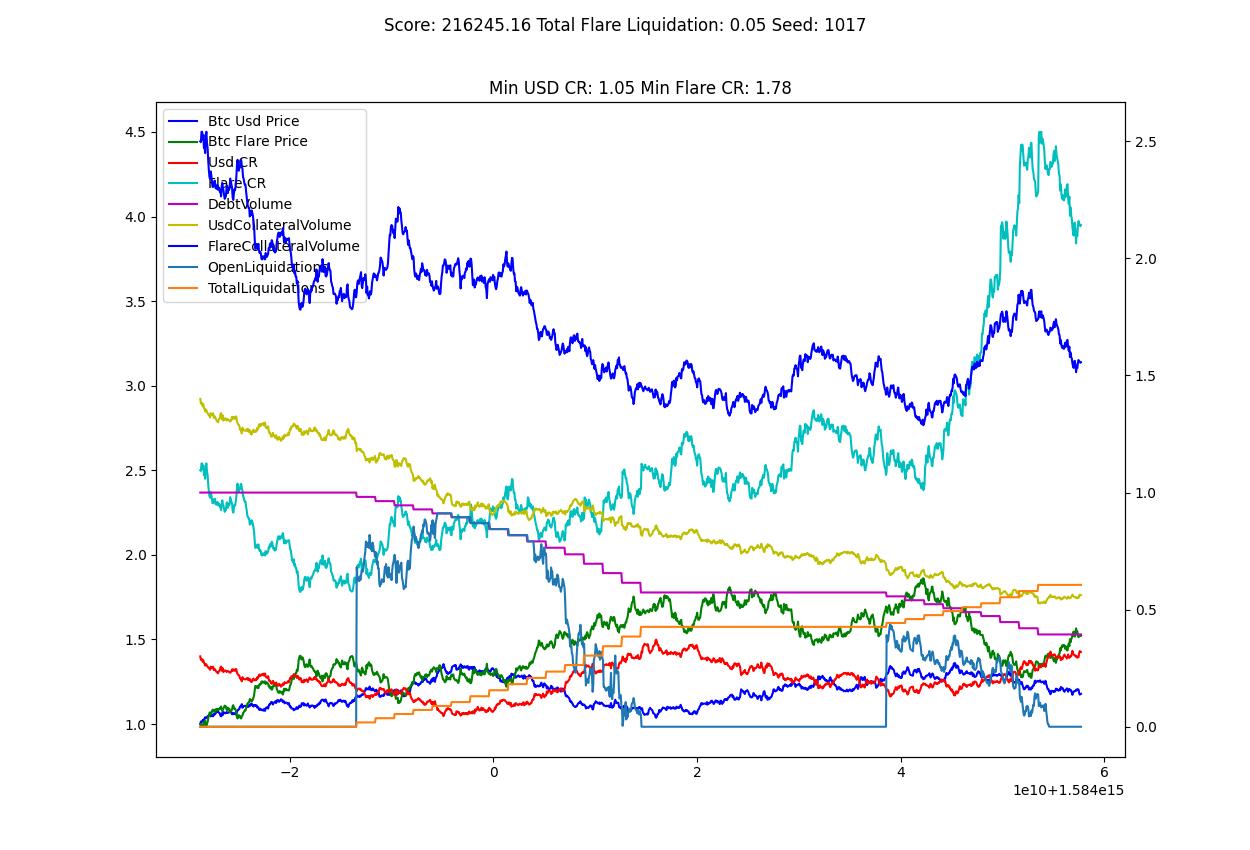 Score: 216245.16 Total Flare Liquidation: 0.05 Seed: 1017
Min USD CR: 1.05 Min Flare CR: 1.78
Btc Usd Price
Btc Flare Price
Usd CR
Flare CR
DebtVolume
UsdCollateralVolume
FlareCollateralVolume
OpenLiquidations
TotalLiquidations
4.5
4.0
3.5
3.0
2.5
2.0
1.5
1.0
2.5
2.0
1.5
1.0
0.5
0.0
−2 0 2 4 6
1e10+1.584e15